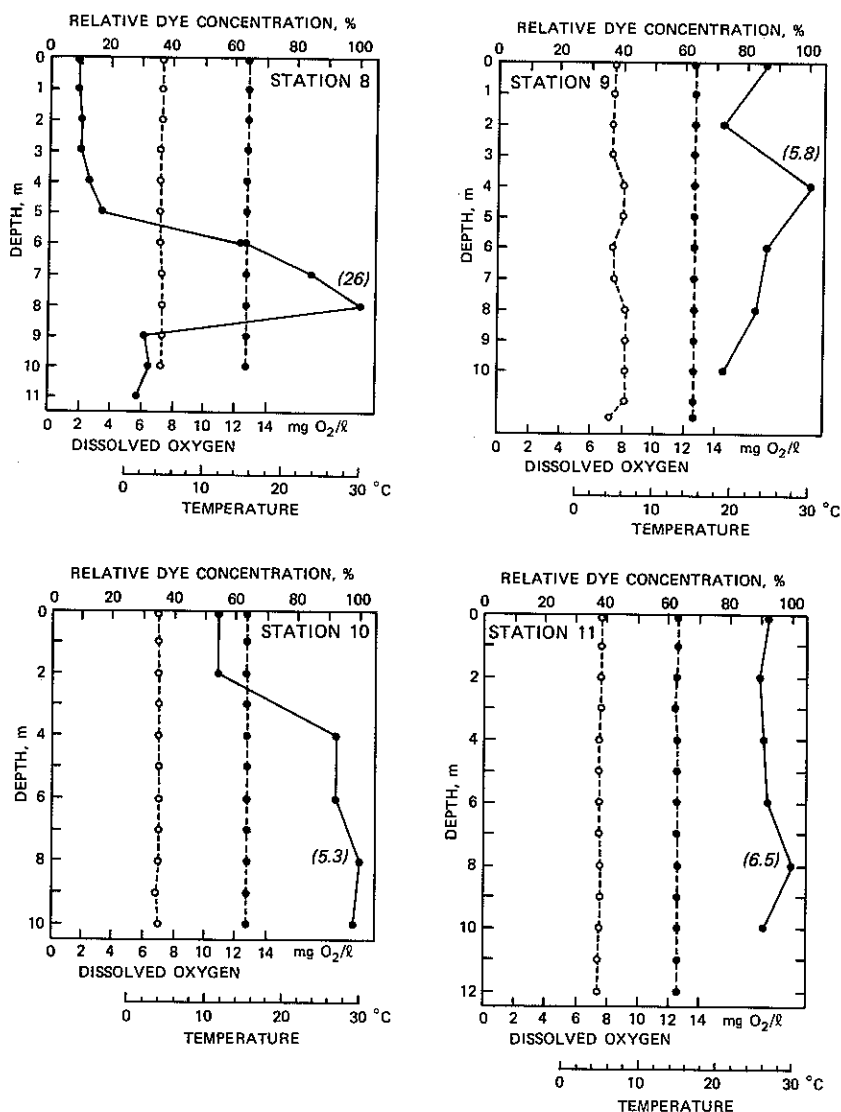 RELATIVE DYE CONCENTRATION, %
0 20 40 60 80 100
STATION 8
DEPTH, m
0
1
2
3
4
5
6
7
8
9
10
11
(26)
0 2 4 6 8 10 12 14 mg O₂/ℓ
DISSOLVED OXYGEN
0 10 20 30 °C
TEMPERATURE
RELATIVE DYE CONCENTRATION, %
0 20 40 60 80 100
STATION 9
DEPTH, m
0
1
2
3
4
5
6
7
8
9
10
(5.8)
0 2 4 6 8 10 12 14 mg O₂/ℓ
DISSOLVED OXYGEN
0 10 20 30 °C
TEMPERATURE
RELATIVE DYE CONCENTRATION, %
0 20 40 60 80 100
STATION 10
DEPTH, m
0
2
4
6
8
10
(5.3)
0 2 4 6 8 10 12 14 mg O₂/ℓ
DISSOLVED OXYGEN
0 10 20 30 °C
TEMPERATURE
RELATIVE DYE CONCENTRATION, %
0 20 40 60 80 100
STATION 11
DEPTH, m
0
2
4
6
8
10
12
(6.5)
0 2 4 6 8 10 12 14 mg O₂/ℓ
DISSOLVED OXYGEN
0 10 20 30 °C
TEMPERATURE